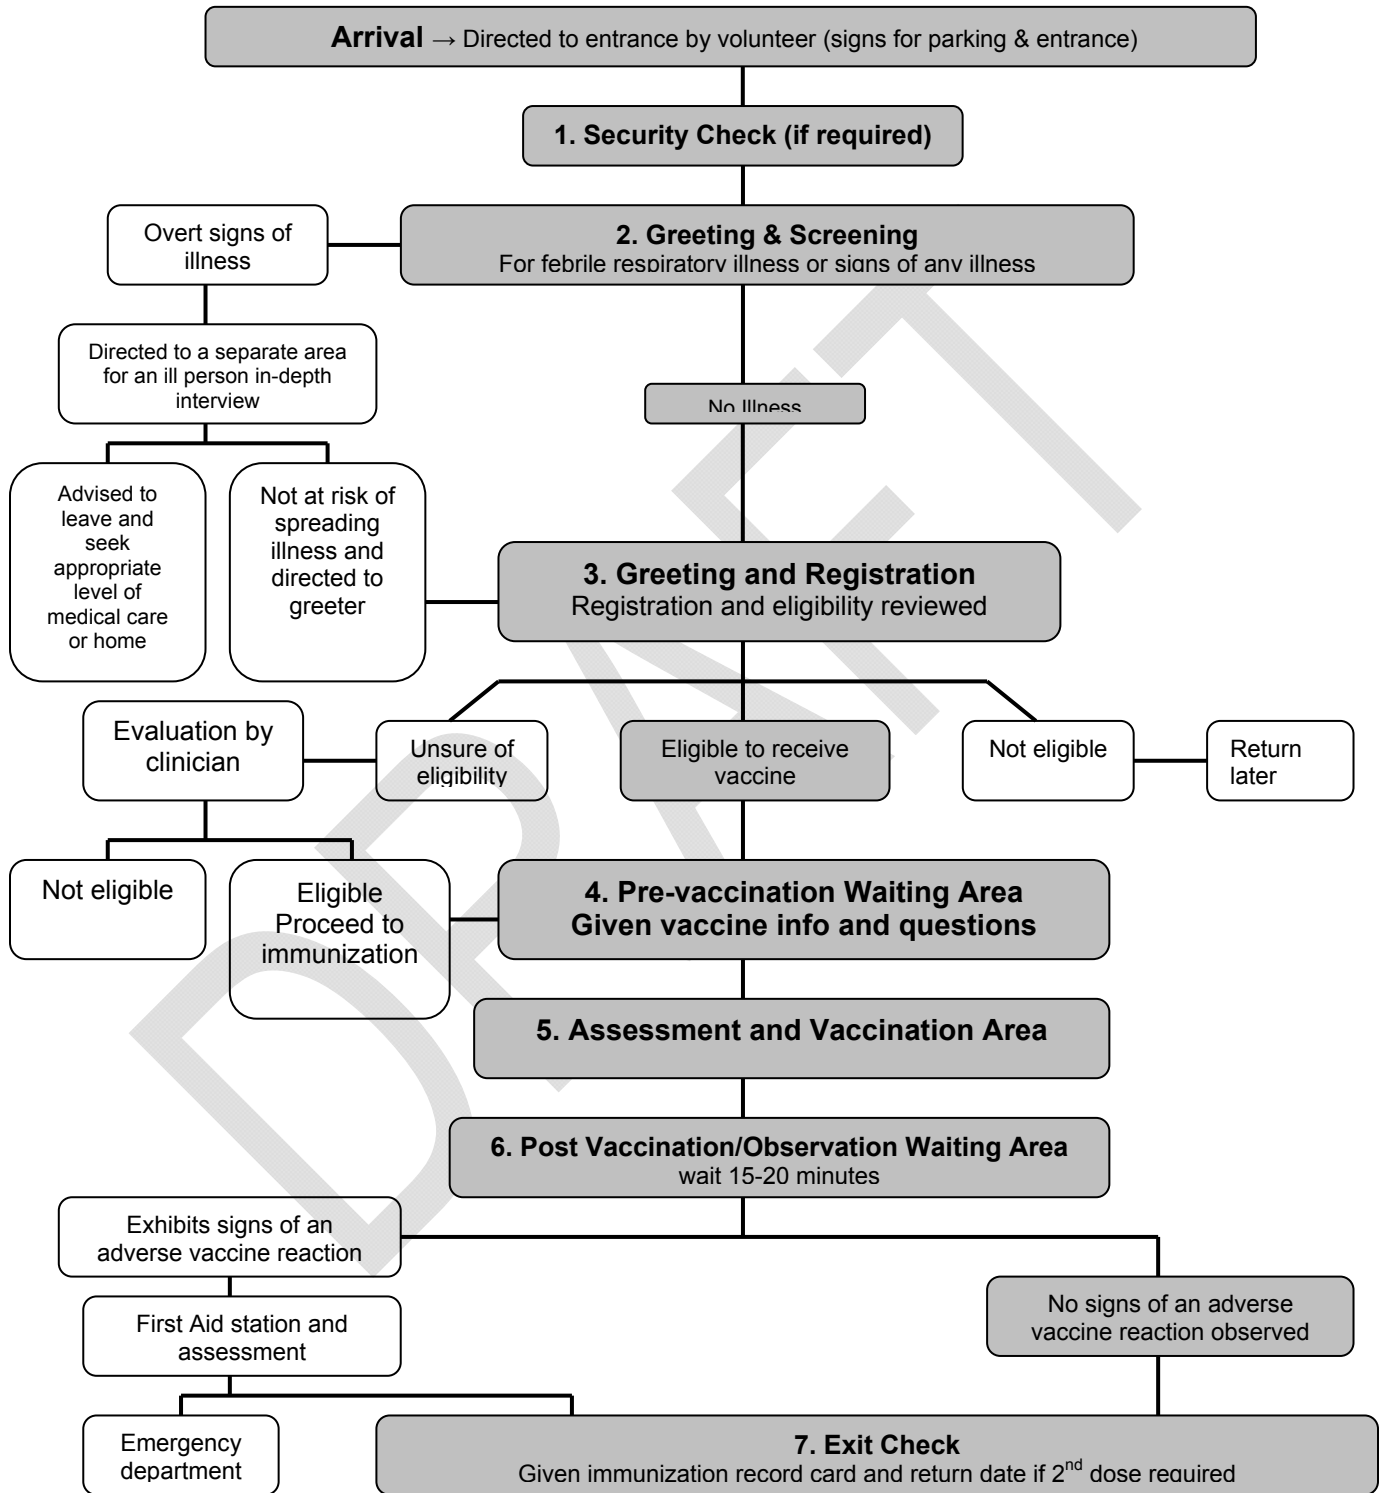 Arrival → Directed to entrance by volunteer (signs for parking & entrance)
1. Security Check (if required)
Overt signs of
illness
2. Greeting & Screening
For febrile respiratory illness or signs of any illness
Directed to a separate area
for an ill person in-depth
interview
No Illness
Advised to
leave and
seek
appropriate
level of
medical care
or home
Not at risk of
spreading
illness and
directed to
greeter
3. Greeting and Registration
Registration and eligibility reviewed
Evaluation by
clinician
Unsure of
eligibility
Eligible to receive
vaccine
Not eligible
Return
later
Not eligible
Eligible
Proceed to
immunization
4. Pre-vaccination Waiting Area
Given vaccine info and questions
5. Assessment and Vaccination Area
6. Post Vaccination/Observation Waiting Area
wait 15-20 minutes
Exhibits signs of an
adverse vaccine reaction
No signs of an adverse
vaccine reaction observed
First Aid station and
assessment
Emergency
department
7. Exit Check
Given immunization record card and return date if 2nd dose required
DRAFT